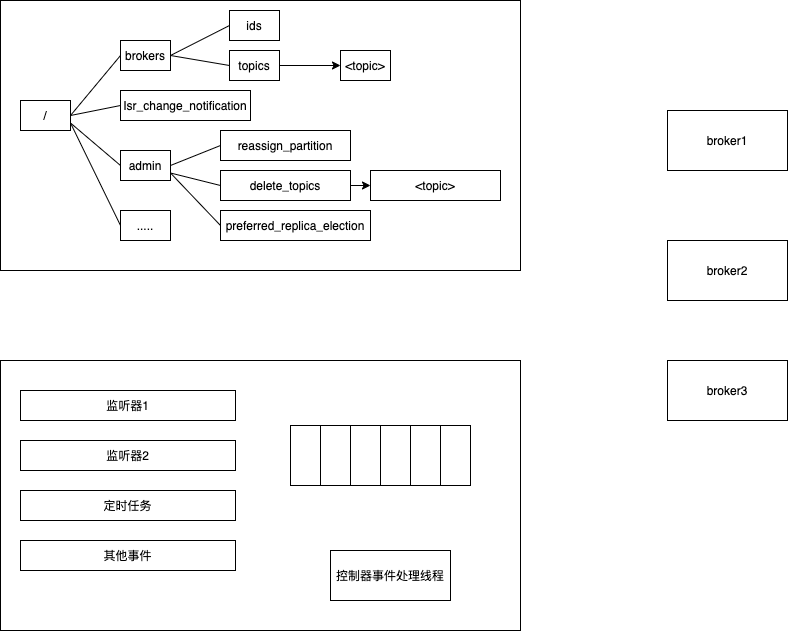 ids
brokers
topics
<topic>
/
Isr_change_notification
reassign_partition
admin
delete_topics
<topic>
.....
preferred_replica_election
broker1
broker2
broker3
监听器1
监听器2
定时任务
其他事件
控制器事件处理线程